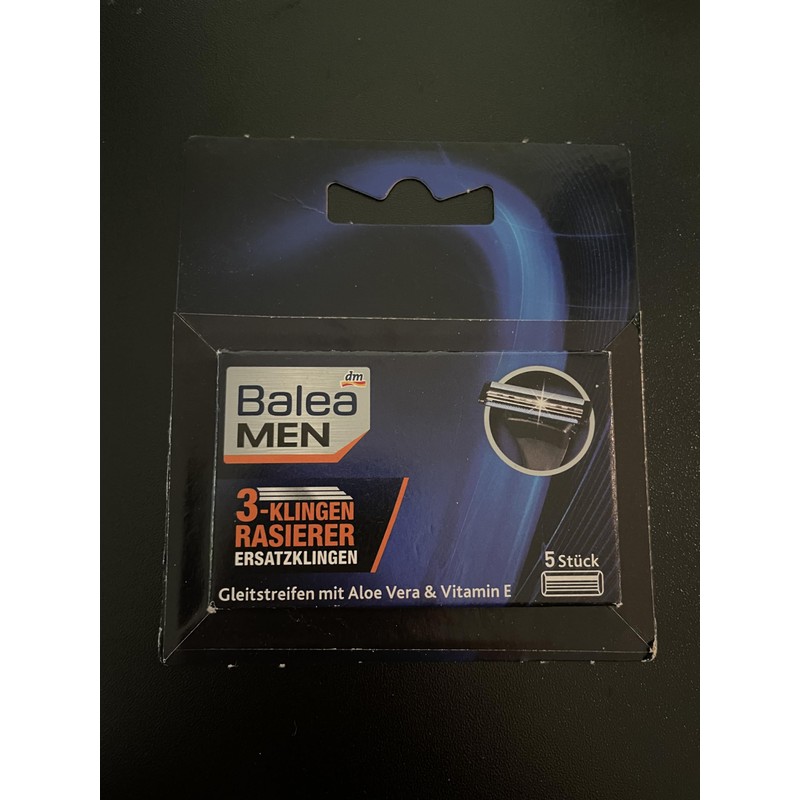 dm
Balea
MEN
3-KLINGEN
RASIERER
ERSATZKLINGEN
5 Stück
Gleitstreifen mit Aloe Vera & Vitamin E